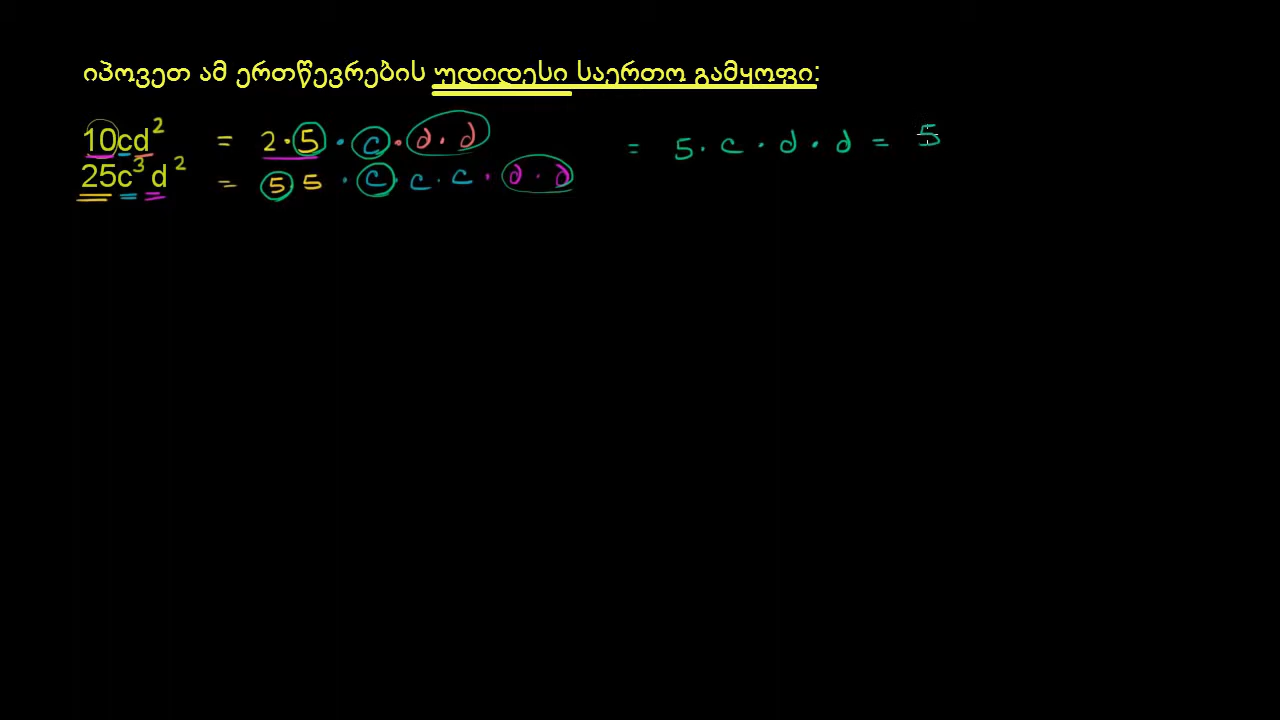 იპოვეთ ამ ერთწევრების უდიდესი საერთო გამყოფი:
10cd² = 2 · 5 · c · d · d = 5 · c · d · d = 5
25c³d² = 5 · 5 · c · c · c · d · d